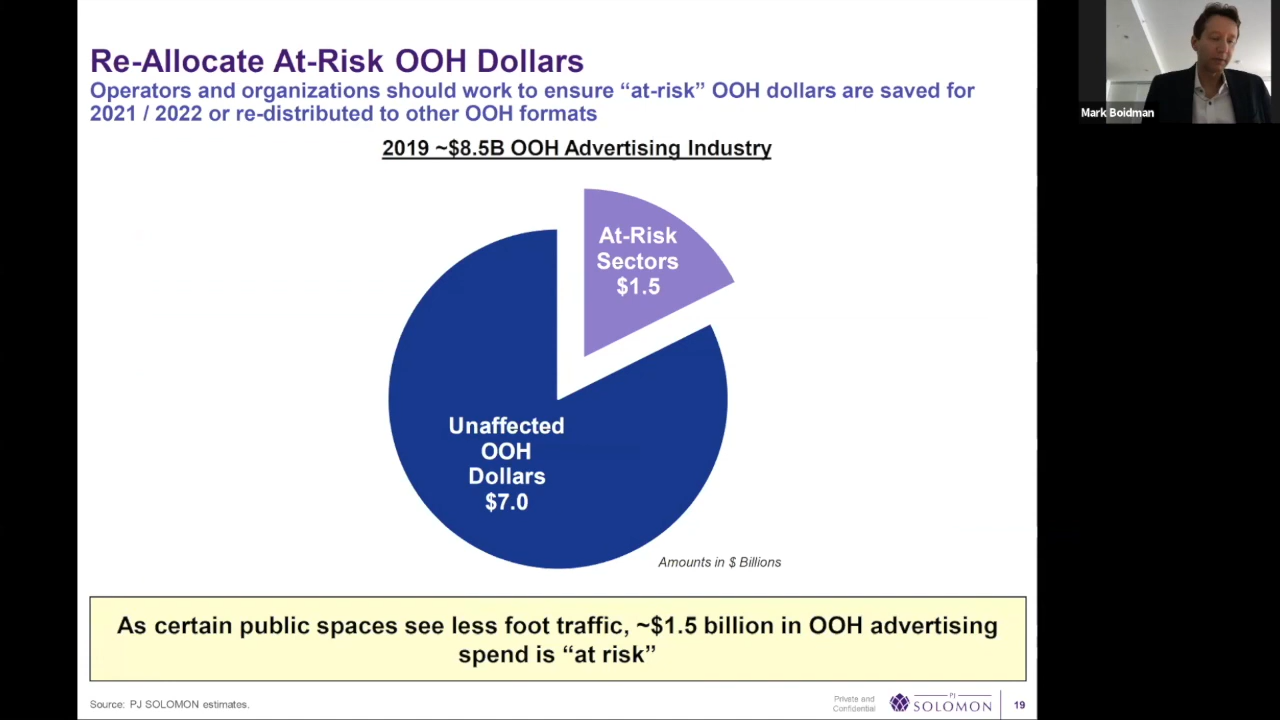 Re-Allocate At-Risk OOH Dollars
Operators and organizations should work to ensure “at-risk” OOH dollars are saved for
2021 / 2022 or re-distributed to other OOH formats
2019 ~$8.5B OOH Advertising Industry
At-Risk
Sectors
$1.5
Unaffected
OOH
Dollars
$7.0
Amounts in $ Billions
As certain public spaces see less foot traffic, ~$1.5 billion in OOH advertising
spend is “at risk”
Source: PJ SOLOMON estimates.
Private and
Confidential
PJ
SOLOMON
19
Mark Boidman